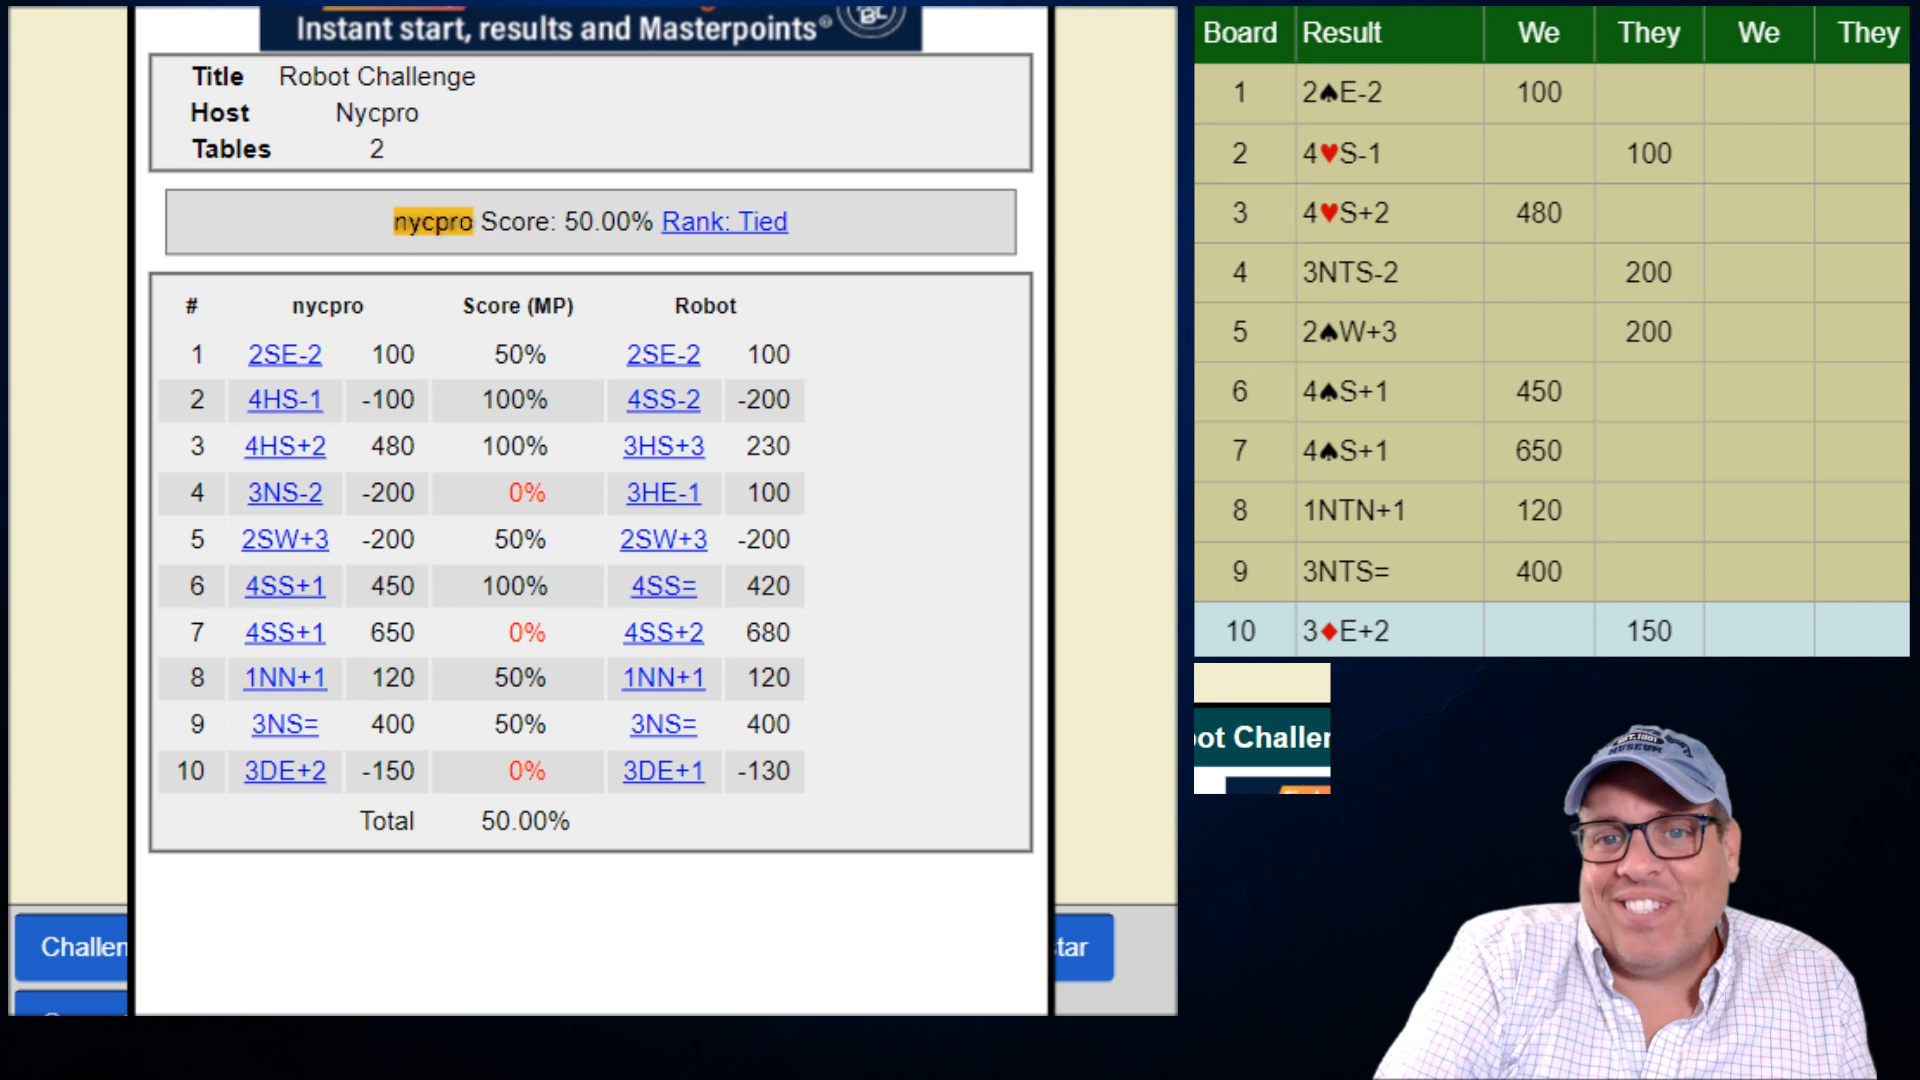 Instant start, results and Masterpoints®
Title Robot Challenge
Host Nycpro
Tables 2
nycpro Score: 50.00% Rank: Tied
# nycpro Score (MP) Robot
1 2SE-2 100 50% 2SE-2 100
2 4HS-1 -100 100% 4SS-2 -200
3 4HS+2 480 100% 3HS+3 230
4 3NS-2 -200 0% 3HE-1 100
5 2SW+3 -200 50% 2SW+3 -200
6 4SS+1 450 100% 4SS= 420
7 4SS+1 650 0% 4SS+2 680
8 1NN+1 120 50% 1NN+1 120
9 3NS= 400 50% 3NS= 400
10 3DE+2 -150 0% 3DE+1 -130
Total 50.00%
Challen
tar
Board Result We They We They
1 2♠E-2 100
2 4♥S-1 100
3 4♥S+2 480
4 3NTS-2 200
5 2♠W+3 200
6 4♠S+1 450
7 4♠S+1 650
8 1NTN+1 120
9 3NTS= 400
10 3♦E+2 150
ot Challer
MUSEUM